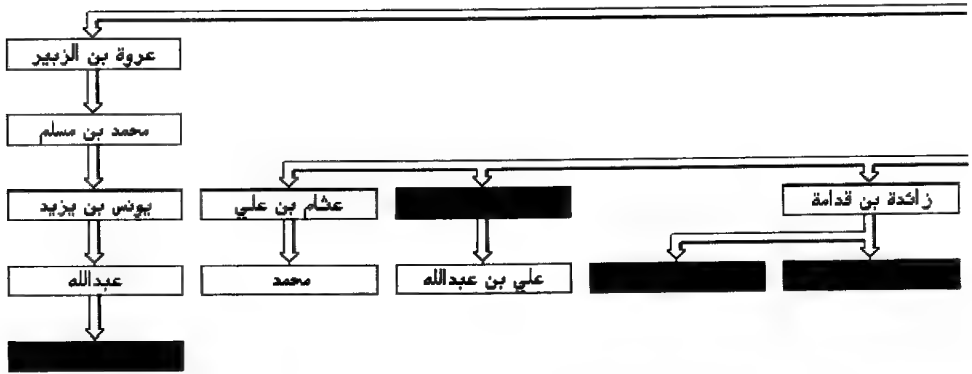 عروة بن الزبير
محمد بن مسلم
زائدة بن قدامة
عثام بن علي
يونس بن يزيد
علي بن عبدالله
محمد
عبدالله